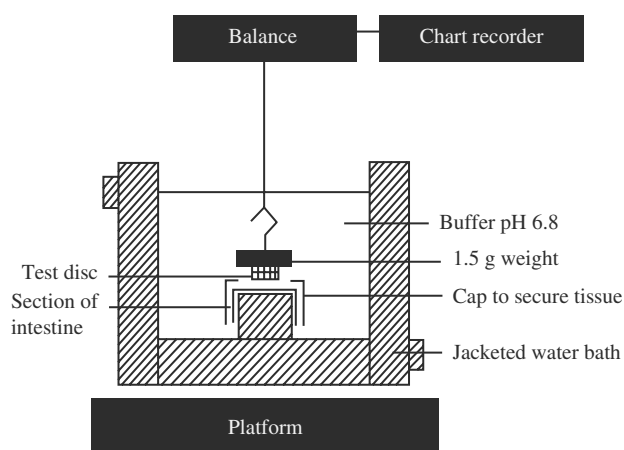 Balance
Chart recorder
Buffer pH 6.8
1.5 g weight
Test disc
Section of
intestine
Cap to secure tissue
Jacketed water bath
Platform